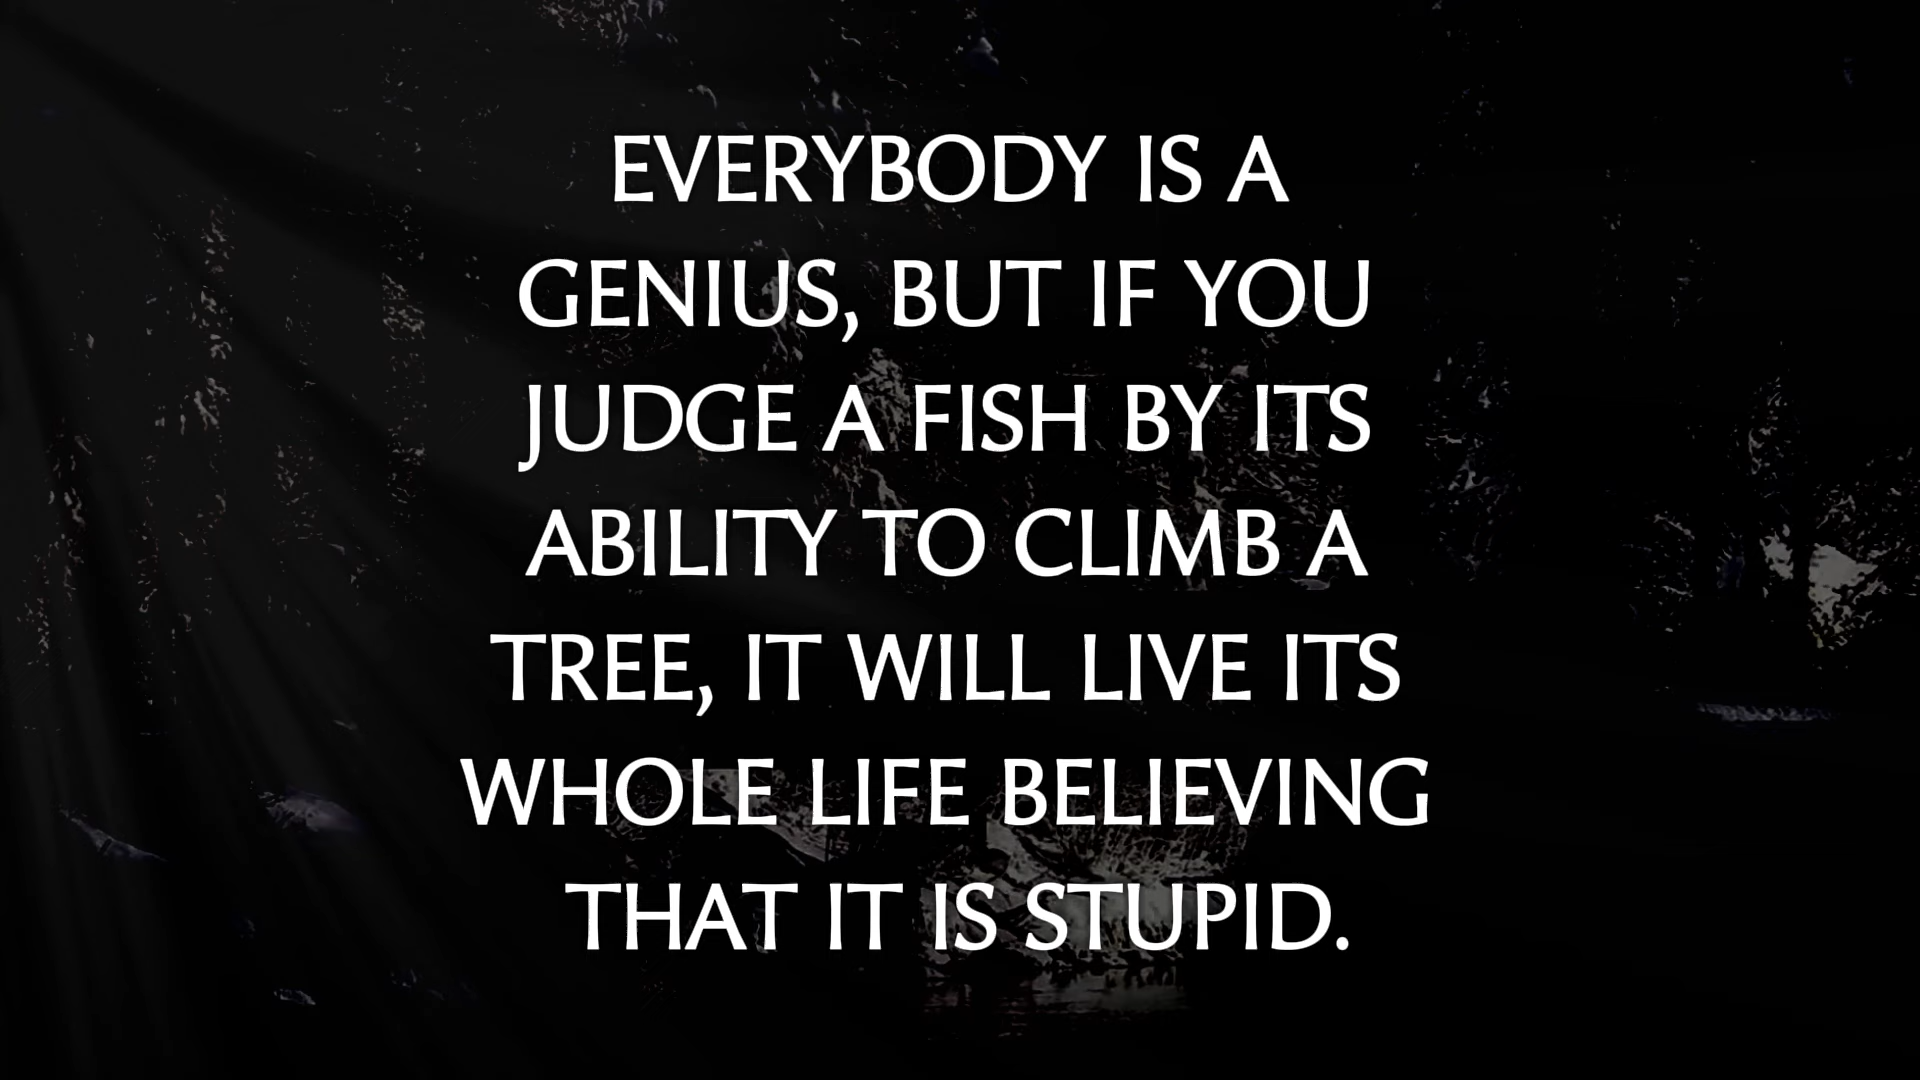 EVERYBODY IS A
GENIUS, BUT IF YOU
JUDGE A FISH BY ITS
ABILITY TO CLIMB A
TREE, IT WILL LIVE ITS
WHOLE LIFE BELIEVING
THAT IT IS STUPID.